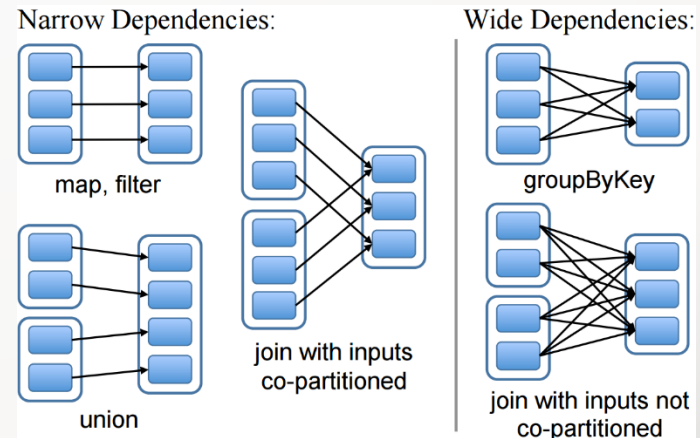 Narrow Dependencies:
map, filter
union
join with inputs
co-partitioned
Wide Dependencies:
groupByKey
join with inputs not
co-partitioned